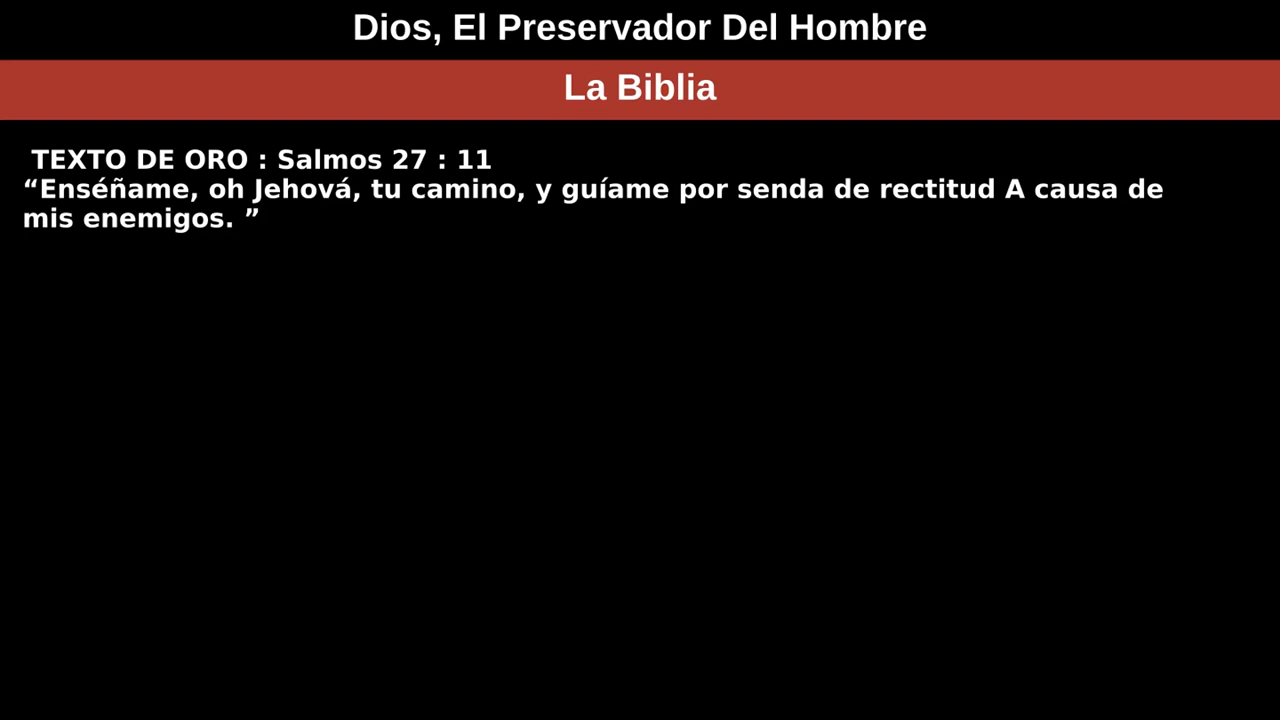 Dios, El Preservador Del Hombre
La Biblia
TEXTO DE ORO : Salmos 27 : 11
“Enséñame, oh Jehová, tu camino, y guíame por senda de rectitud A causa de
mis enemigos. ”